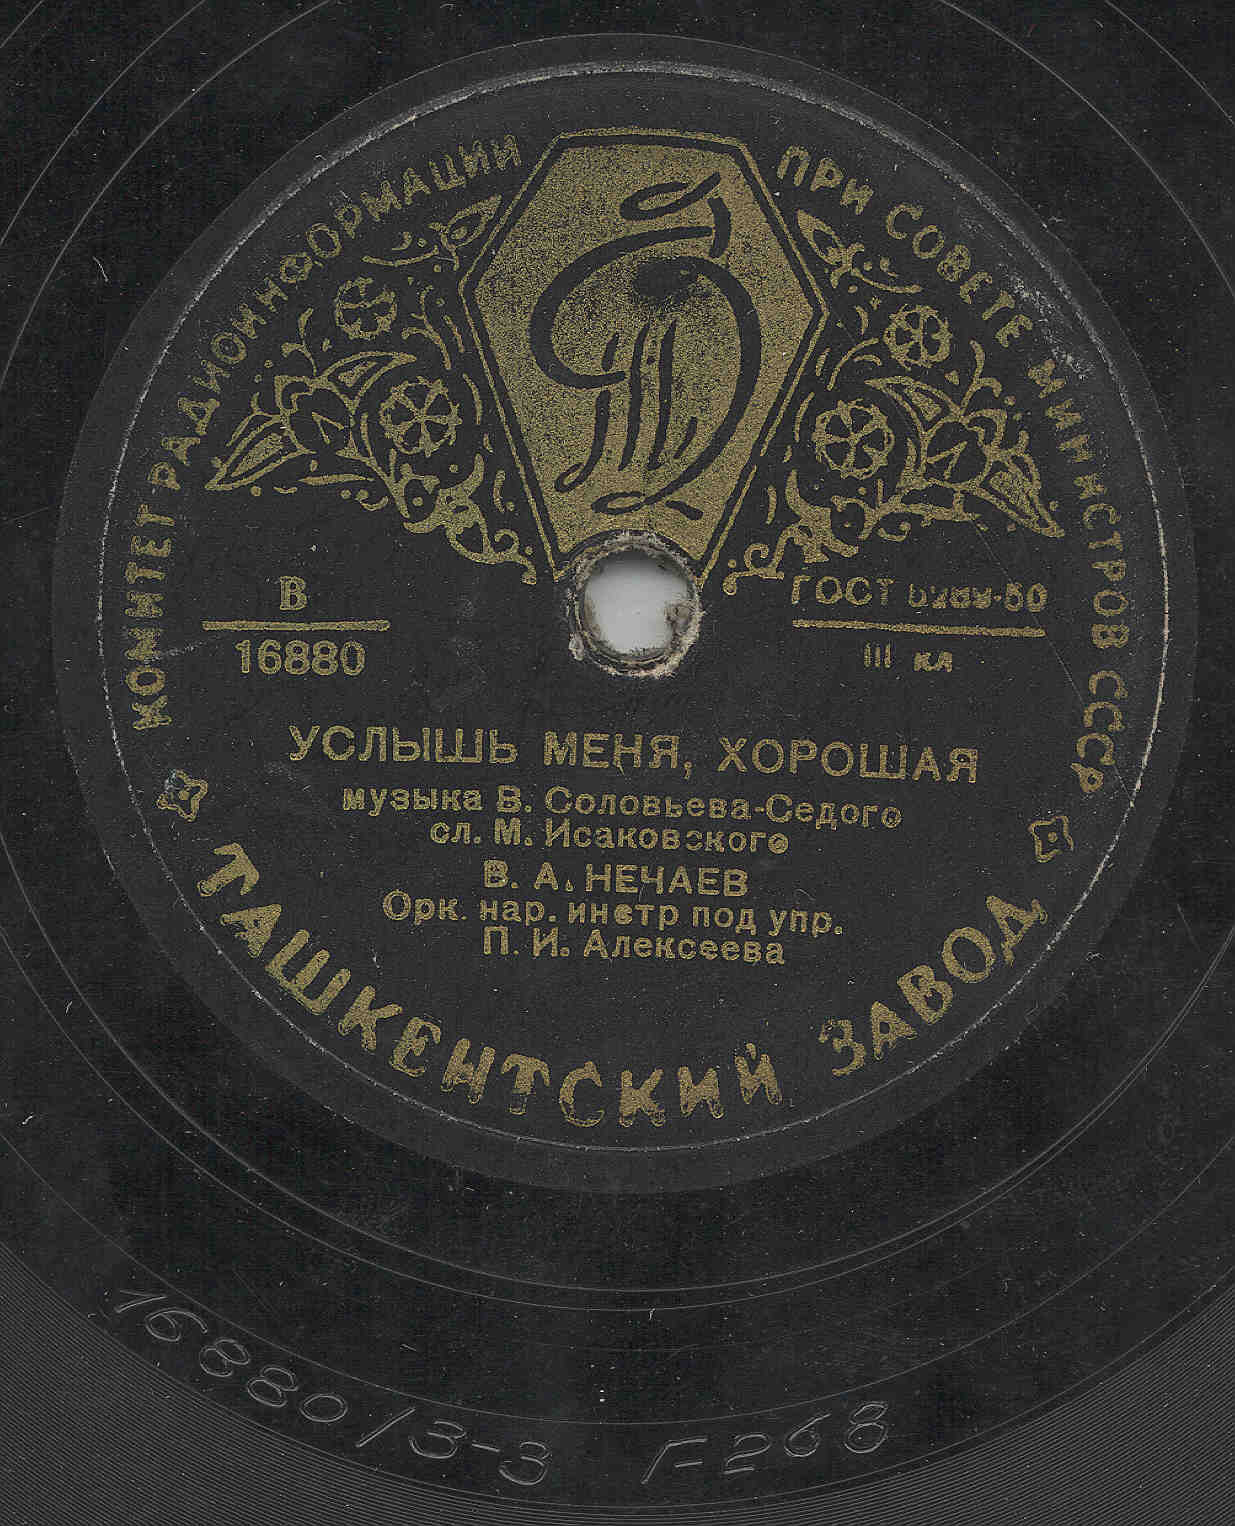 КОМИТЕТ РАДИОИНФОРМАЦИИ ПРИ СОВЕТЕ МИНИСТРОВ СССР
В
16880
ГОСТ
III кл
УСЛЫШЬ МЕНЯ, ХОРОШАЯ
музыка В. Соловьева-Седого
сл. М. Исаковского
В. А. НЕЧАЕВ
Орк. нар. инстр под упр.
П. И. Алексеева
ТАШКЕНТСКИЙ ЗАВОД
16880/3-3 Г-268